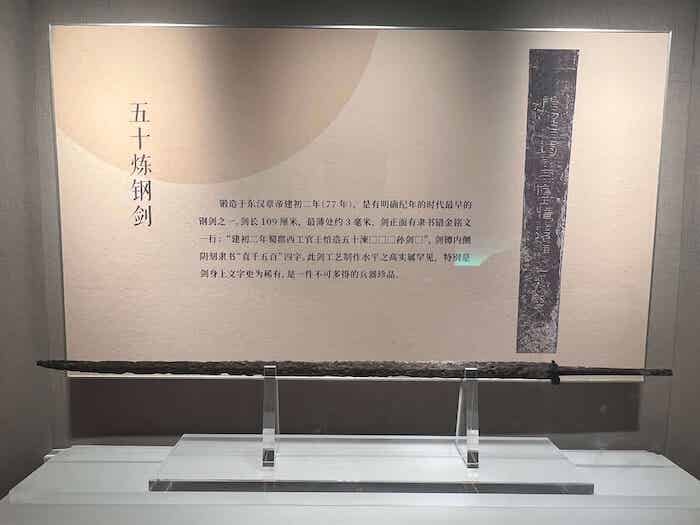 五十炼钢剑
锻造于东汉章帝建初二年(77 年)，是有明确纪年的时代最早的
钢剑之一。剑长 109 厘米，最薄处约 3 毫米，剑正面有隶书错金铭文
一行：“建初二年蜀郡西工官王愔造五十湅□□□孙剑□”，剑镡内侧
阴刻隶书“直千五百”四字。此剑工艺制作水平之高实属罕见，特别是
剑身上文字更为稀有，是一件不可多得的兵器珍品。